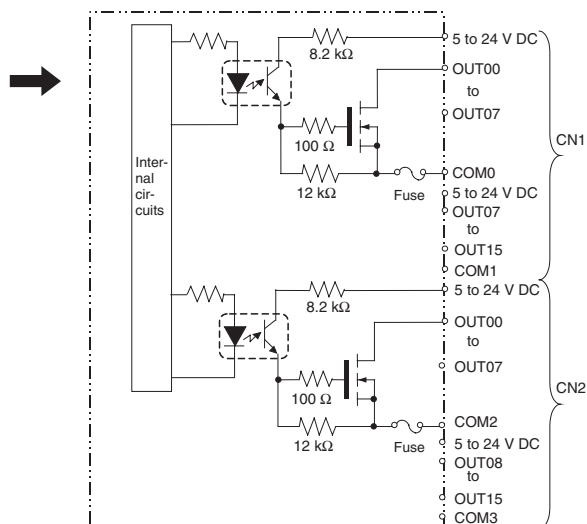 5 to 24 V DC
8.2 kΩ
OUT00
to
OUT07
100 Ω
CN1
Inter-
nal
cir-
cuits
12 kΩ
Fuse
COM0
5 to 24 V DC
OUT07
to
OUT15
COM1
5 to 24 V DC
8.2 kΩ
OUT00
to
OUT07
100 Ω
CN2
12 kΩ
Fuse
COM2
5 to 24 V DC
OUT08
to
OUT15
COM3